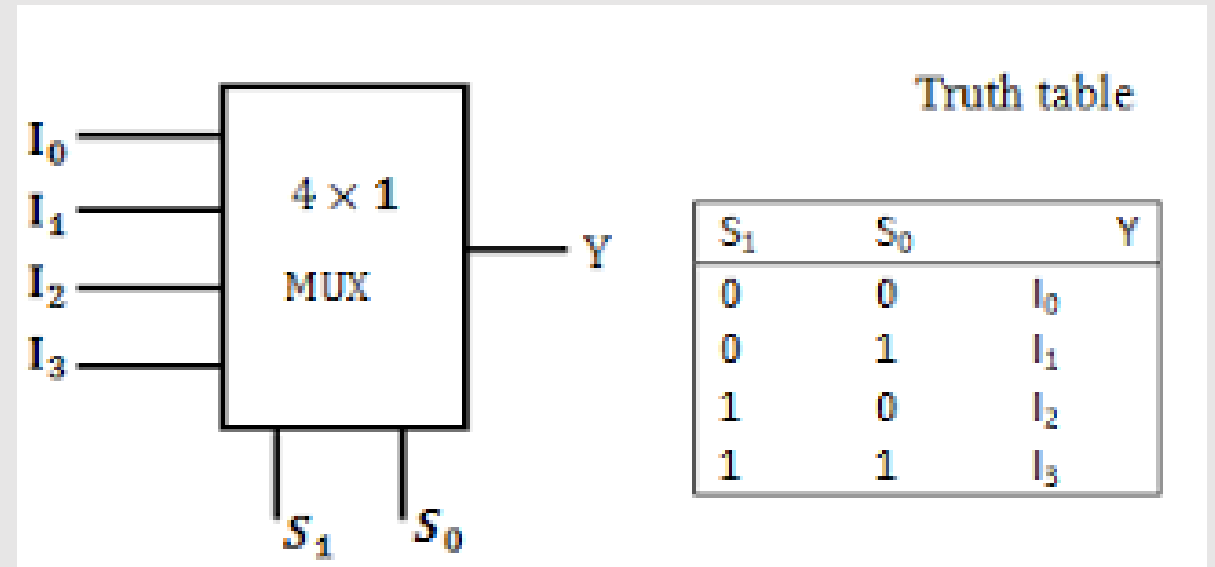 Truth table
I₀
I₁
I₂
I₃
4 × 1
MUX
Y
S₁ S₀
S₁ S₀ Y
0 0 I₀
0 1 I₁
1 0 I₂
1 1 I₃